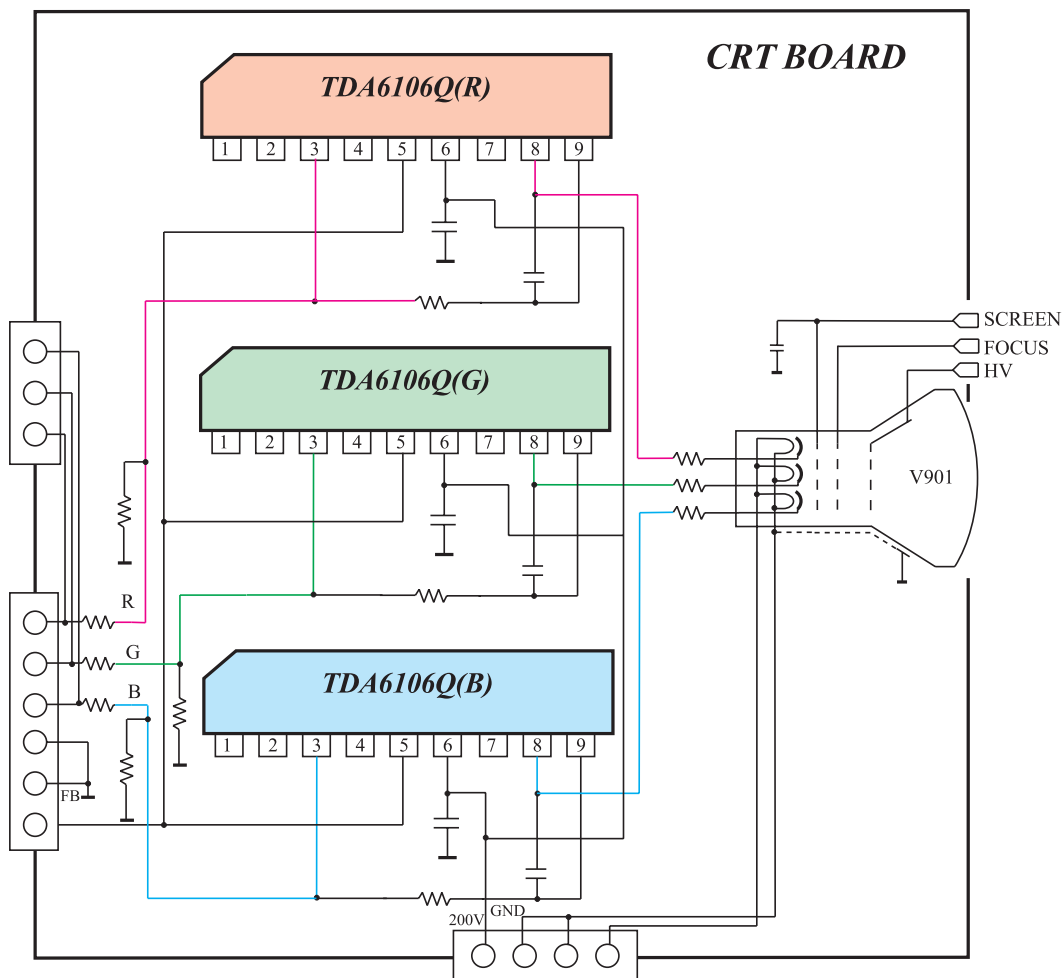 CRT BOARD
TDA6106Q(R)
1 2 3 4 5 6 7 8 9
SCREEN
FOCUS
HV
TDA6106Q(G)
1 2 3 4 5 6 7 8 9
V901
R
G
B
TDA6106Q(B)
1 2 3 4 5 6 7 8 9
FB
200V
GND